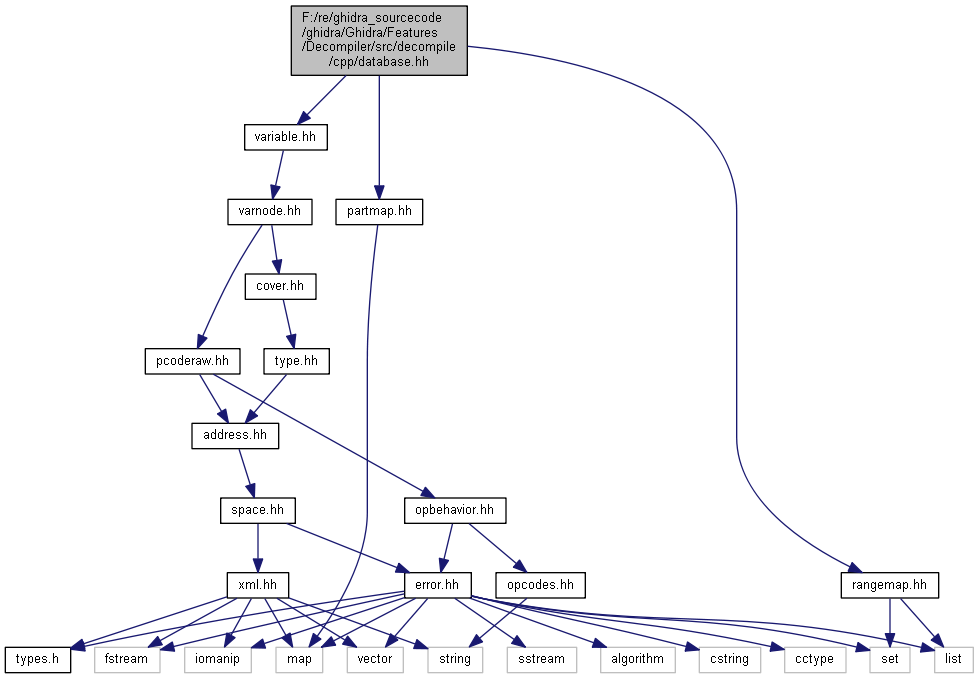 F:/re/ghidra_sourcecode
/ghidra/Ghidra/Features
/Decompiler/src/decompile
/cpp/database.hh
variable.hh
varnode.hh
partmap.hh
cover.hh
pcoderaw.hh
type.hh
address.hh
space.hh
opbehavior.hh
xml.hh
error.hh
opcodes.hh
rangemap.hh
types.h
fstream
iomanip
map
vector
string
sstream
algorithm
cstring
cctype
set
list